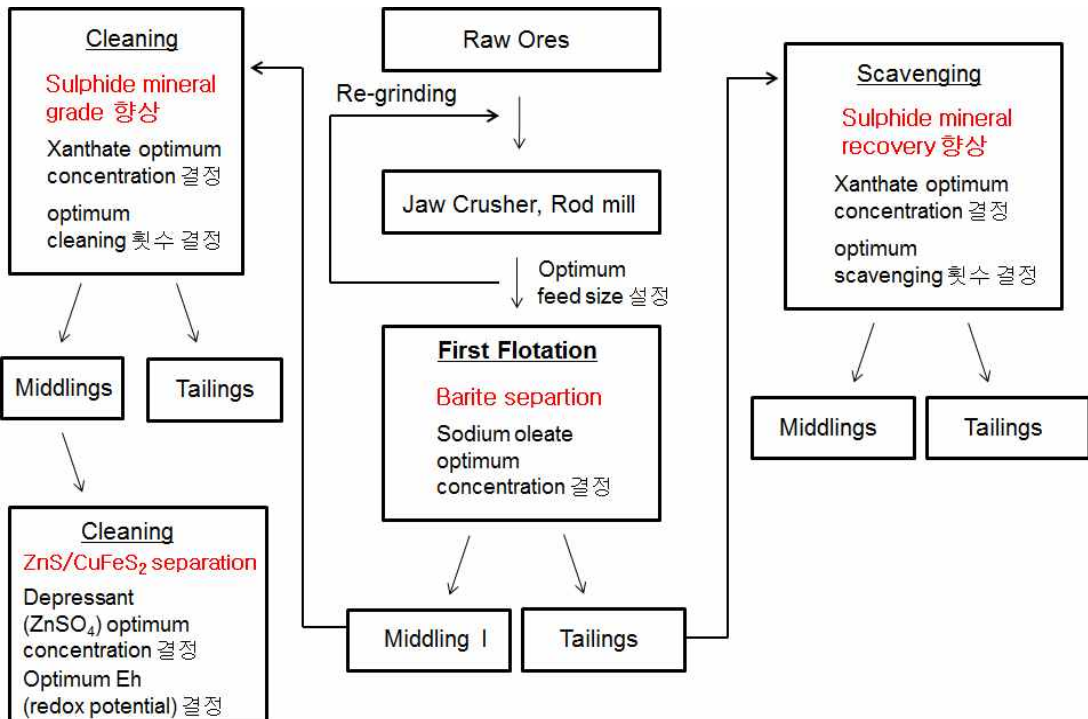 Cleaning
Sulphide mineral
grade 향상
Xanthate optimum
concentration 결정
optimum
cleaning 횟수 결정
Middlings
Tailings
Cleaning
ZnS/CuFeS₂ separation
Depressant
(ZnSO₄) optimum
concentration 결정
Optimum Eh
(redox potential) 결정
Raw Ores
Re-grinding
Jaw Crusher, Rod mill
Optimum
feed size 설정
First Flotation
Barite separtion
Sodium oleate
optimum
concentration 결정
Middling I
Tailings
Scavenging
Sulphide mineral
recovery 향상
Xanthate optimum
concentration 결정
optimum
scavenging 횟수 결정
Middlings
Tailings